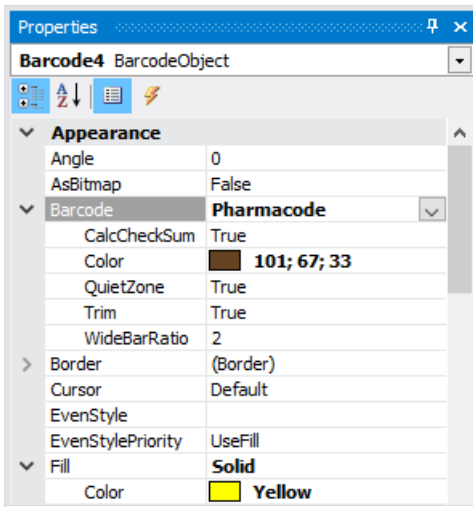 Properties
Barcode4 BarcodeObject
A
Z
Appearance
Angle 0
AsBitmap False
Barcode Pharmacode
CalcCheckSum True
Color 101; 67; 33
QuietZone True
Trim True
WideBarRatio 2
Border (Border)
Cursor Default
EvenStyle
EvenStylePriority UseFill
Fill Solid
Color Yellow